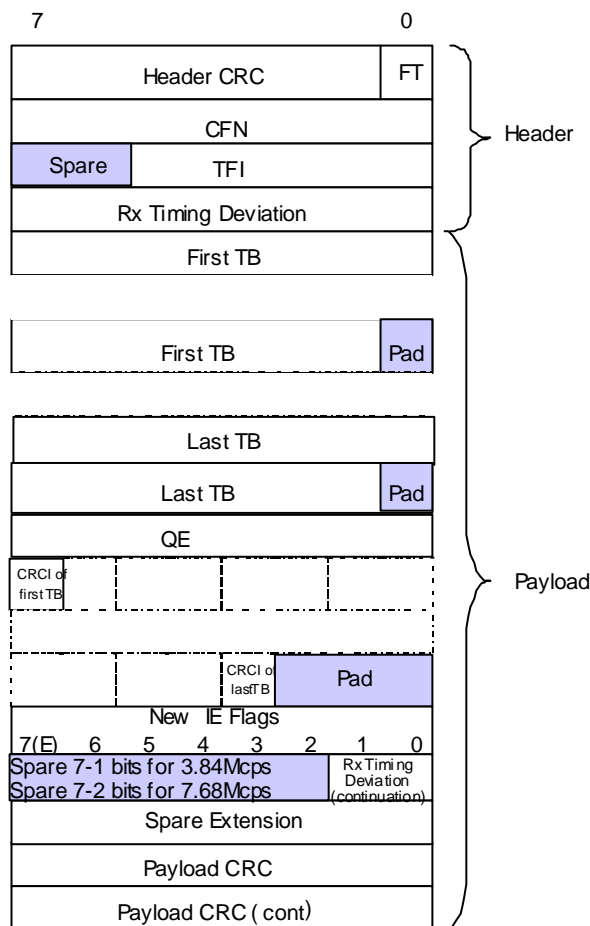 7 0
Header CRC FT
CFN
Spare TFI
Rx Timing Deviation
Header
First TB
First TB Pad
Last TB
Last TB Pad
QE
CRCI of
first TB
Payload
CRCI of
lastTB
Pad
New IE Flags
7(E) 6 5 4 3 2 1 0
Spare 7-1 bits for 3.84Mcps
Spare 7-2 bits for 7.68Mcps
Rx Timing
Deviation
(continuation)
Spare Extension
Payload CRC
Payload CRC ( cont)